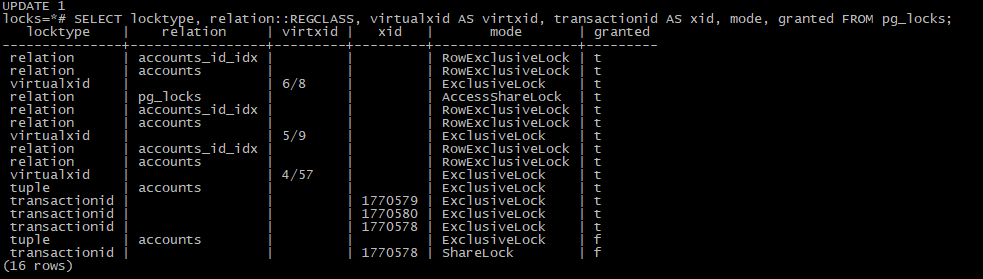 UPDATE 1
locks=*# SELECT locktype, relation::REGCLASS, virtualxid AS virtxid, transactionid AS xid, mode, granted FROM pg_locks;
locktype | relation | virtxid | xid | mode | granted
---------------+-----------------+---------+---------+------------------+---------
relation | accounts_id_idx | | | RowExclusiveLock | t
relation | accounts | | | RowExclusiveLock | t
virtualxid | | 6/8 | | ExclusiveLock | t
relation | pg_locks | | | AccessShareLock | t
relation | accounts_id_idx | | | RowExclusiveLock | t
relation | accounts | | | RowExclusiveLock | t
virtualxid | | 5/9 | | ExclusiveLock | t
relation | accounts_id_idx | | | RowExclusiveLock | t
relation | accounts | | | RowExclusiveLock | t
virtualxid | | 4/57 | | ExclusiveLock | t
tuple | accounts | | | ExclusiveLock | t
transactionid | | | 1770579 | ExclusiveLock | t
transactionid | | | 1770580 | ExclusiveLock | t
transactionid | | | 1770578 | ExclusiveLock | t
tuple | accounts | | | ExclusiveLock | f
transactionid | | | 1770578 | ShareLock | f
(16 rows)